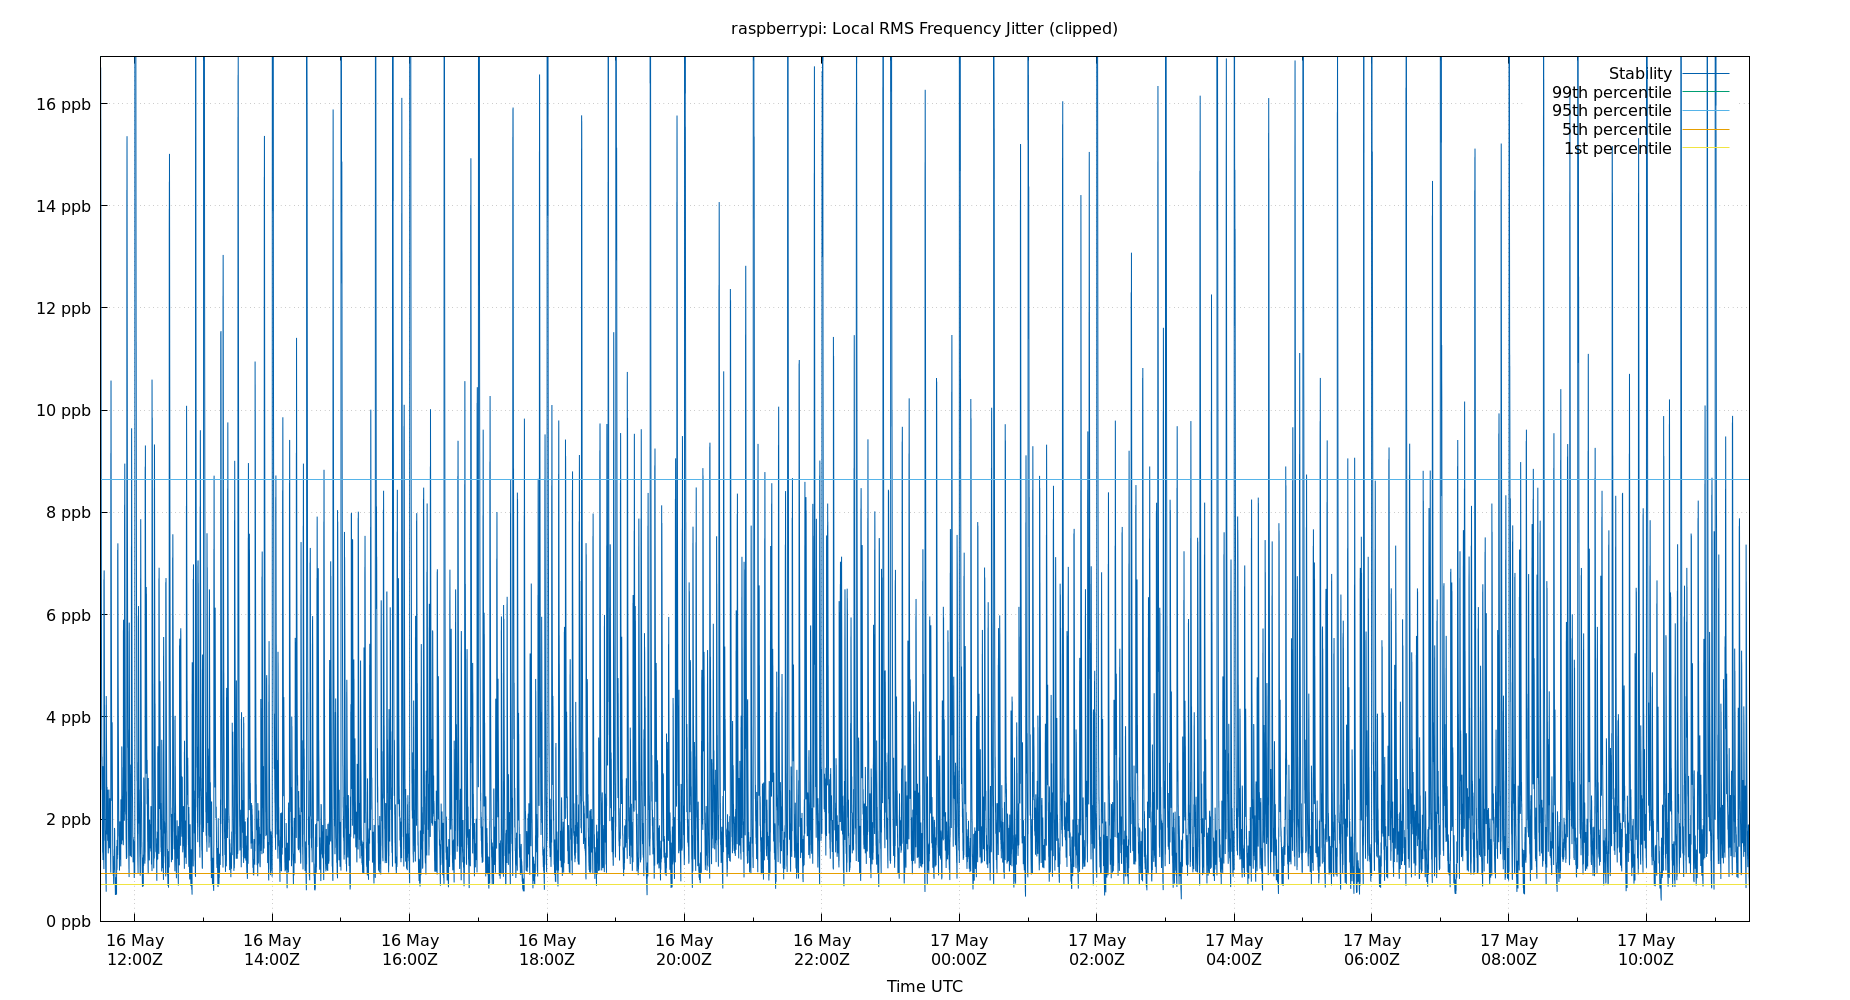 raspberrypi: Local RMS Frequency Jitter (clipped)
Stability
99th percentile
95th percentile
5th percentile
1st percentile
16 ppb
14 ppb
12 ppb
10 ppb
8 ppb
6 ppb
4 ppb
2 ppb
0 ppb
16 May 16 May 16 May 16 May 16 May 16 May 17 May 17 May 17 May 17 May 17 May 17 May
12:00Z 14:00Z 16:00Z 18:00Z 20:00Z 22:00Z 00:00Z 02:00Z 04:00Z 06:00Z 08:00Z 10:00Z
Time UTC